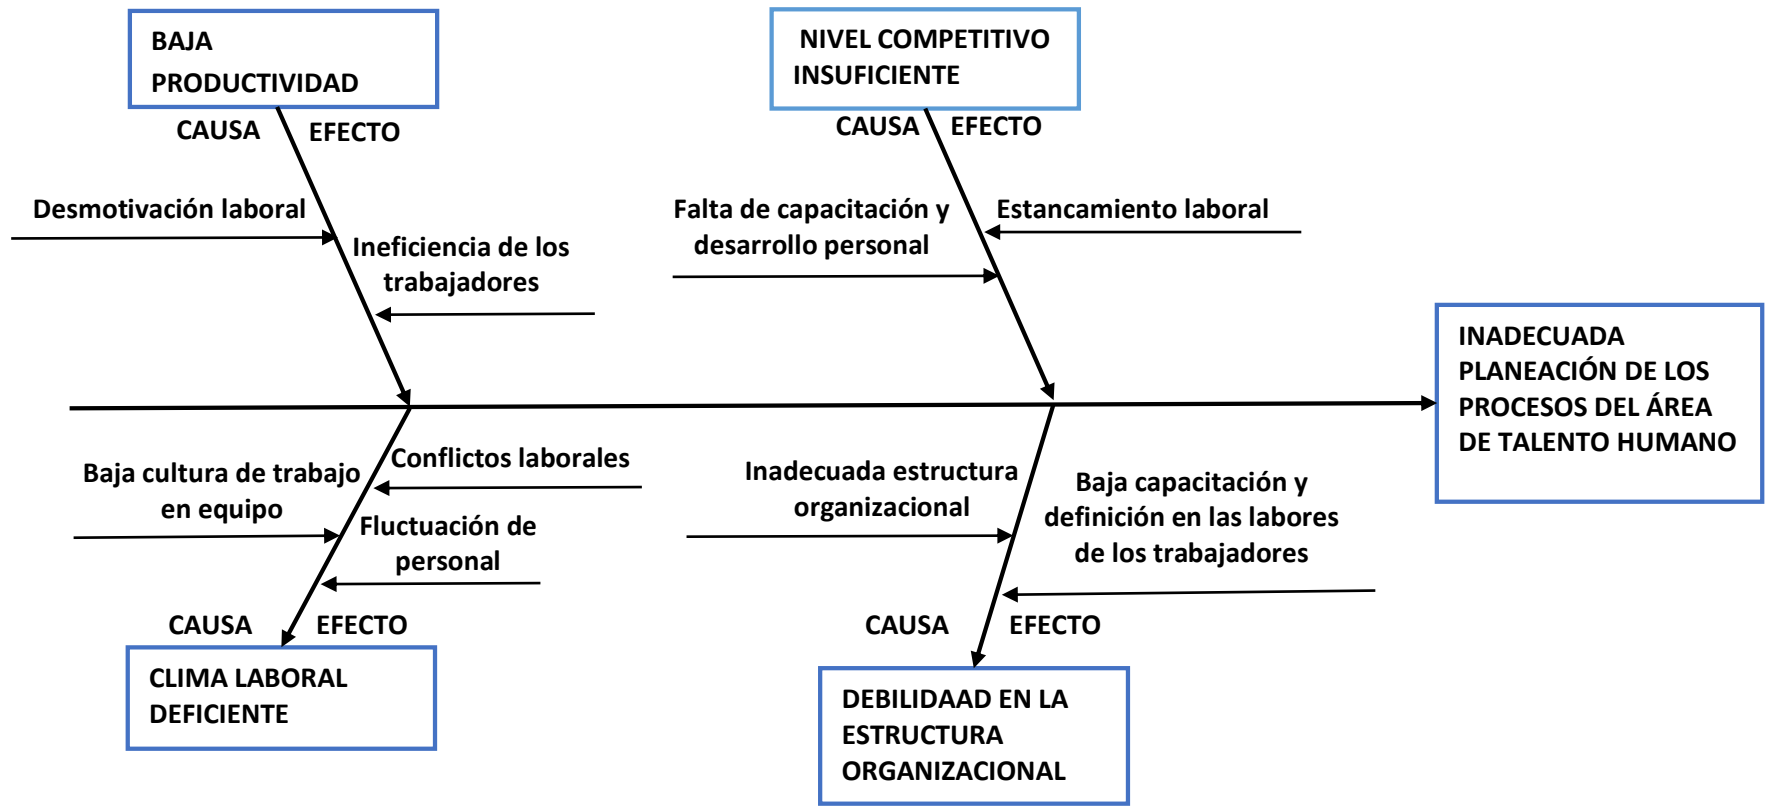 BAJA
PRODUCTIVIDAD
CAUSA EFECTO
Desmotivación laboral
Ineficiencia de los
trabajadores
NIVEL COMPETITIVO
INSUFICIENTE
CAUSA EFECTO
Falta de capacitación y
desarrollo personal
Estancamiento laboral
INADECUADA
PLANEACIÓN DE LOS
PROCESOS DEL ÁREA
DE TALENTO HUMANO
Baja cultura de trabajo
en equipo
Conflictos laborales
Fluctuación de
personal
CAUSA EFECTO
CLIMA LABORAL
DEFICIENTE
Inadecuada estructura
organizacional
Baja capacitación y
definición en las labores
de los trabajadores
CAUSA EFECTO
DEBILIDAAD EN LA
ESTRUCTURA
ORGANIZACIONAL